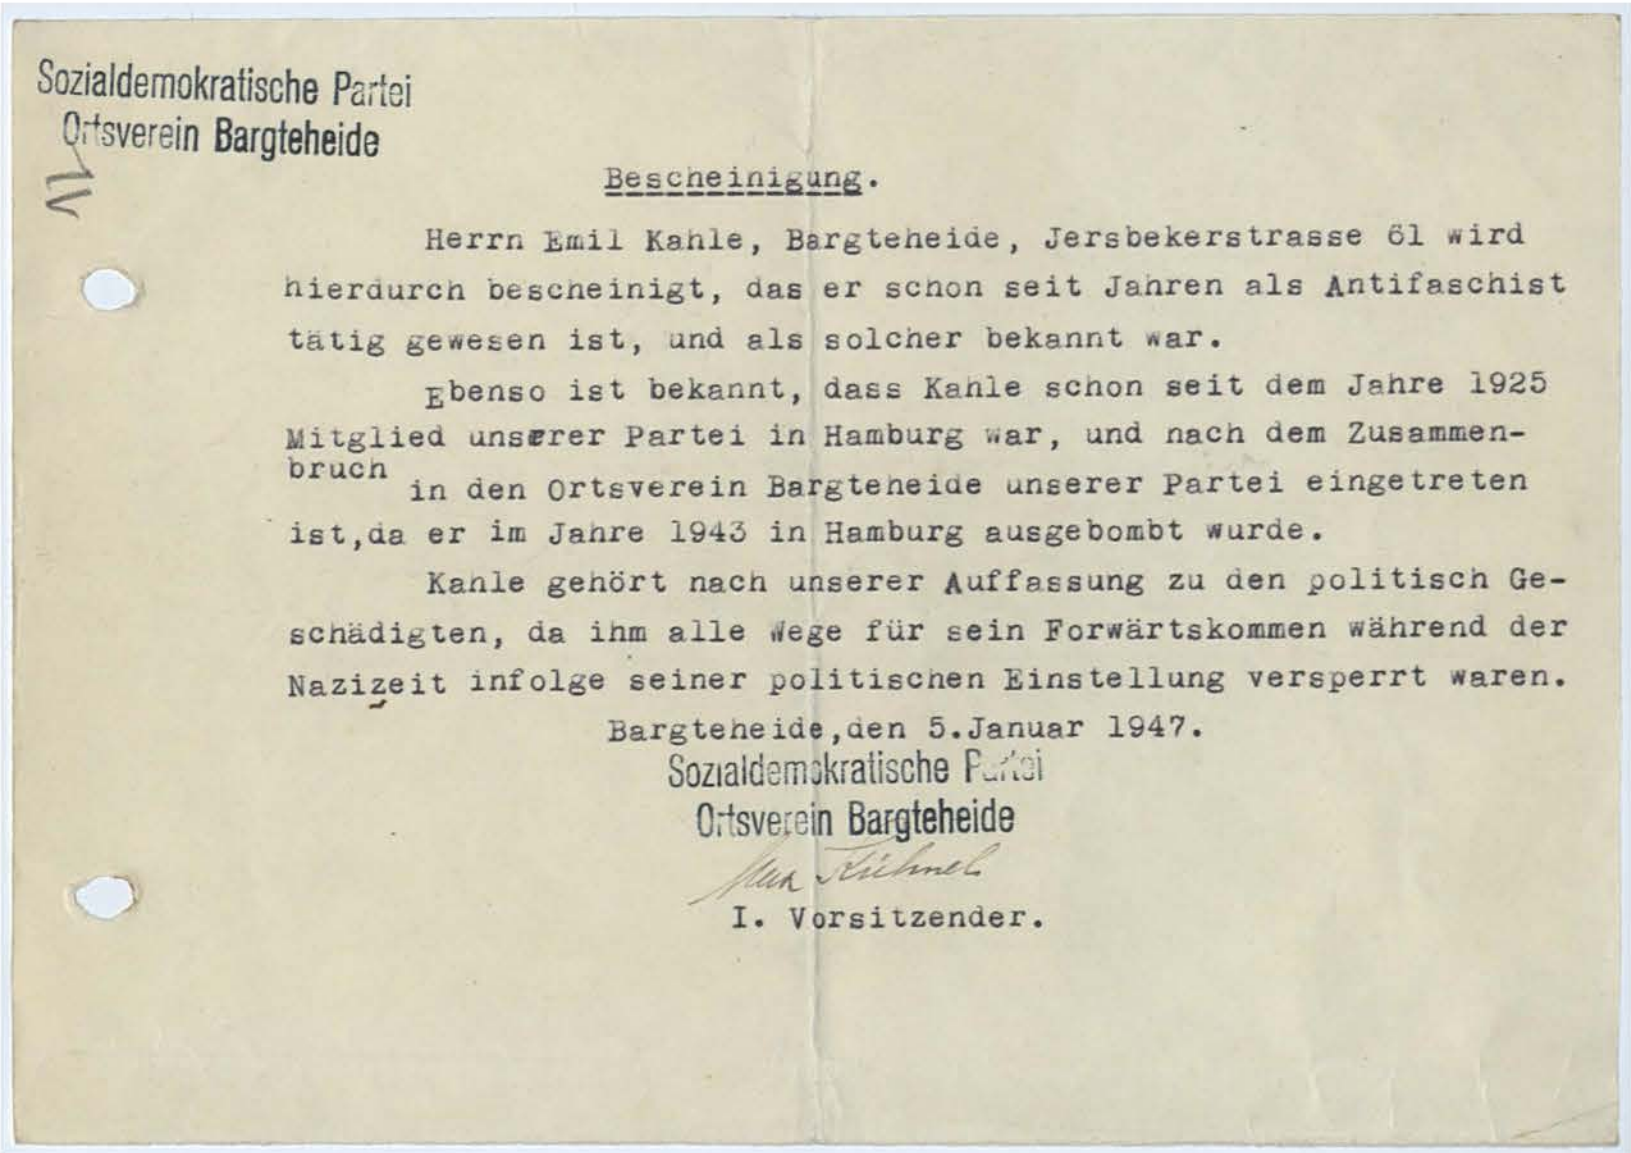 Sozialdemokratische Partei
Ortsverein Bargteheide
Bescheinigung.
Herrn Emil Kahle, Bargteheide, Jersbekerstrasse 61 wird
hierdurch bescheinigt, das er schon seit Jahren als Antifaschist
tätig gewesen ist, und als solcher bekannt war.
Ebenso ist bekannt, dass Kahle schon seit dem Jahre 1925
Mitglied unserer Partei in Hamburg war, und nach dem Zusammen-
bruch
in den Ortsverein Bargteheide unserer Partei eingetreten
ist,da er im Jahre 1943 in Hamburg ausgebombt wurde.
Kahle gehört nach unserer Auffassung zu den politisch Ge-
schädigten, da ihm alle Wege für sein Forwärtskommen während der
Nazizeit infolge seiner politischen Einstellung versperrt waren.
Bargteheide,den 5.Januar 1947.
Sozialdemokratische Partei
Ortsverein Bargteheide
Kühnel
I. Vorsitzender.